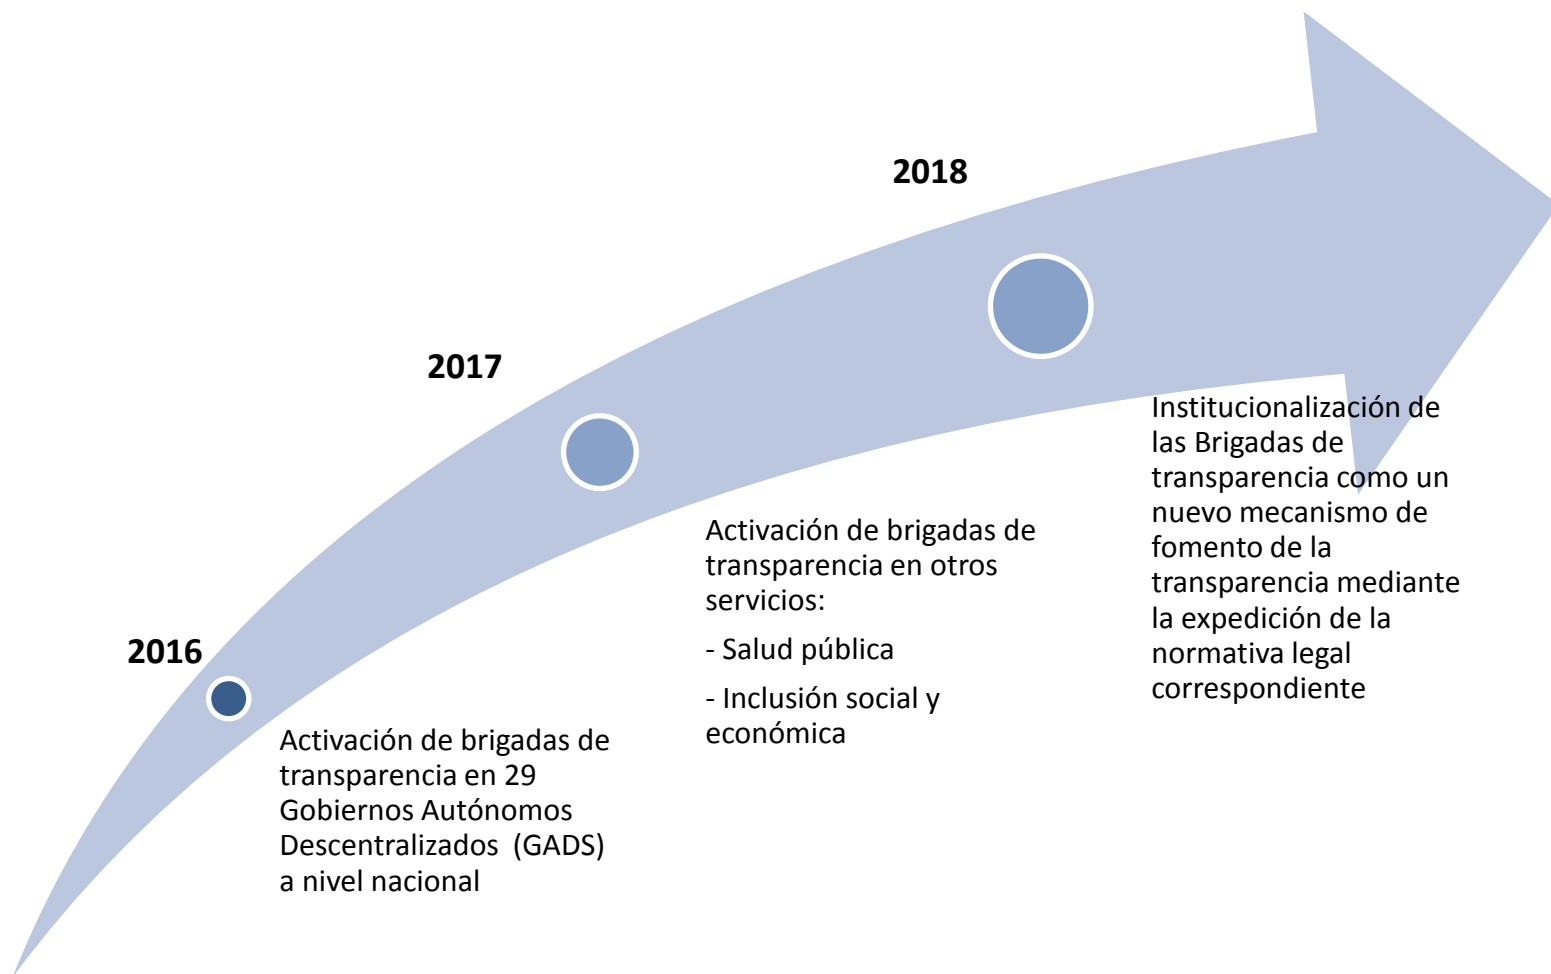 2016
Activación de brigadas de
transparencia en 29
Gobiernos Autónomos
Descentralizados  (GADS)
a nivel nacional
2017
Activación de brigadas de
transparencia en otros
servicios:
- Salud pública
- Inclusión social y
económica
2018
Institucionalización de
las Brigadas de
transparencia como un
nuevo mecanismo de
fomento de la
transparencia mediante
la expedición de la
normativa legal
correspondiente